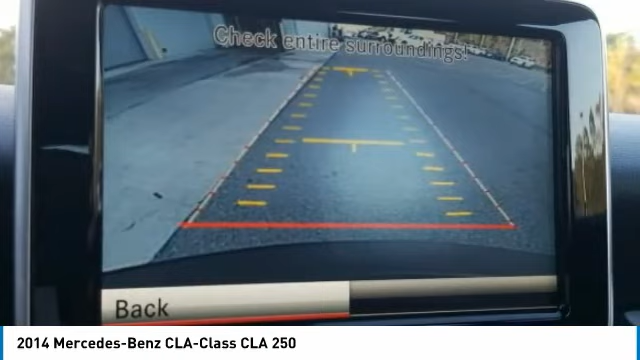 Check entire surroundings!
Back
2014 Mercedes-Benz CLA-Class CLA 250